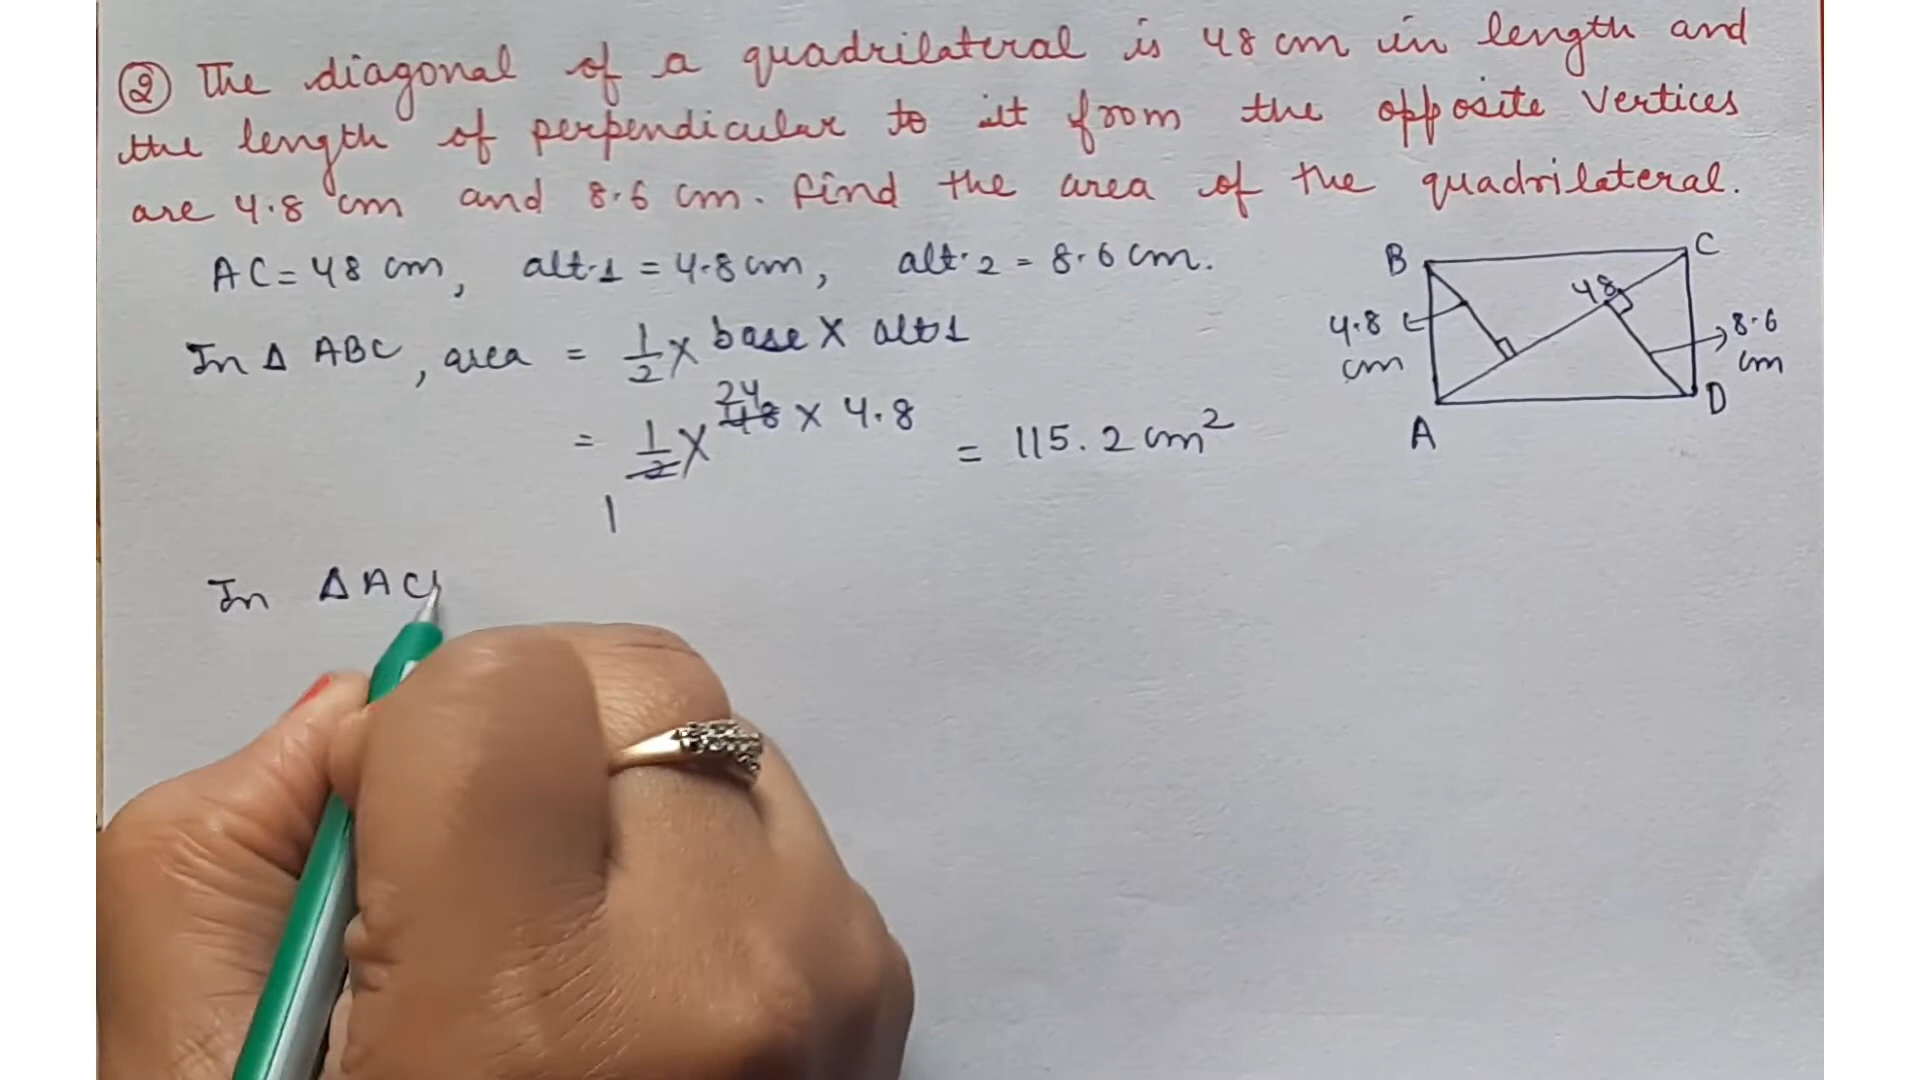 ② The diagonal of a quadrilateral is 48 cm in length and
the length of perpendicular to it from the opposite vertices
are 4.8 cm and 8.6 cm. Find the area of the quadrilateral.
AC = 48 cm, alt.1 = 4.8 cm, alt.2 = 8.6 cm.
In Δ ABC, area = 1/2 × base × alt1
= 1/2 × 48 × 4.8 = 115.2 cm²
24
1
In Δ AC
B
C
48
4.8 cm
8.6 cm
A
D